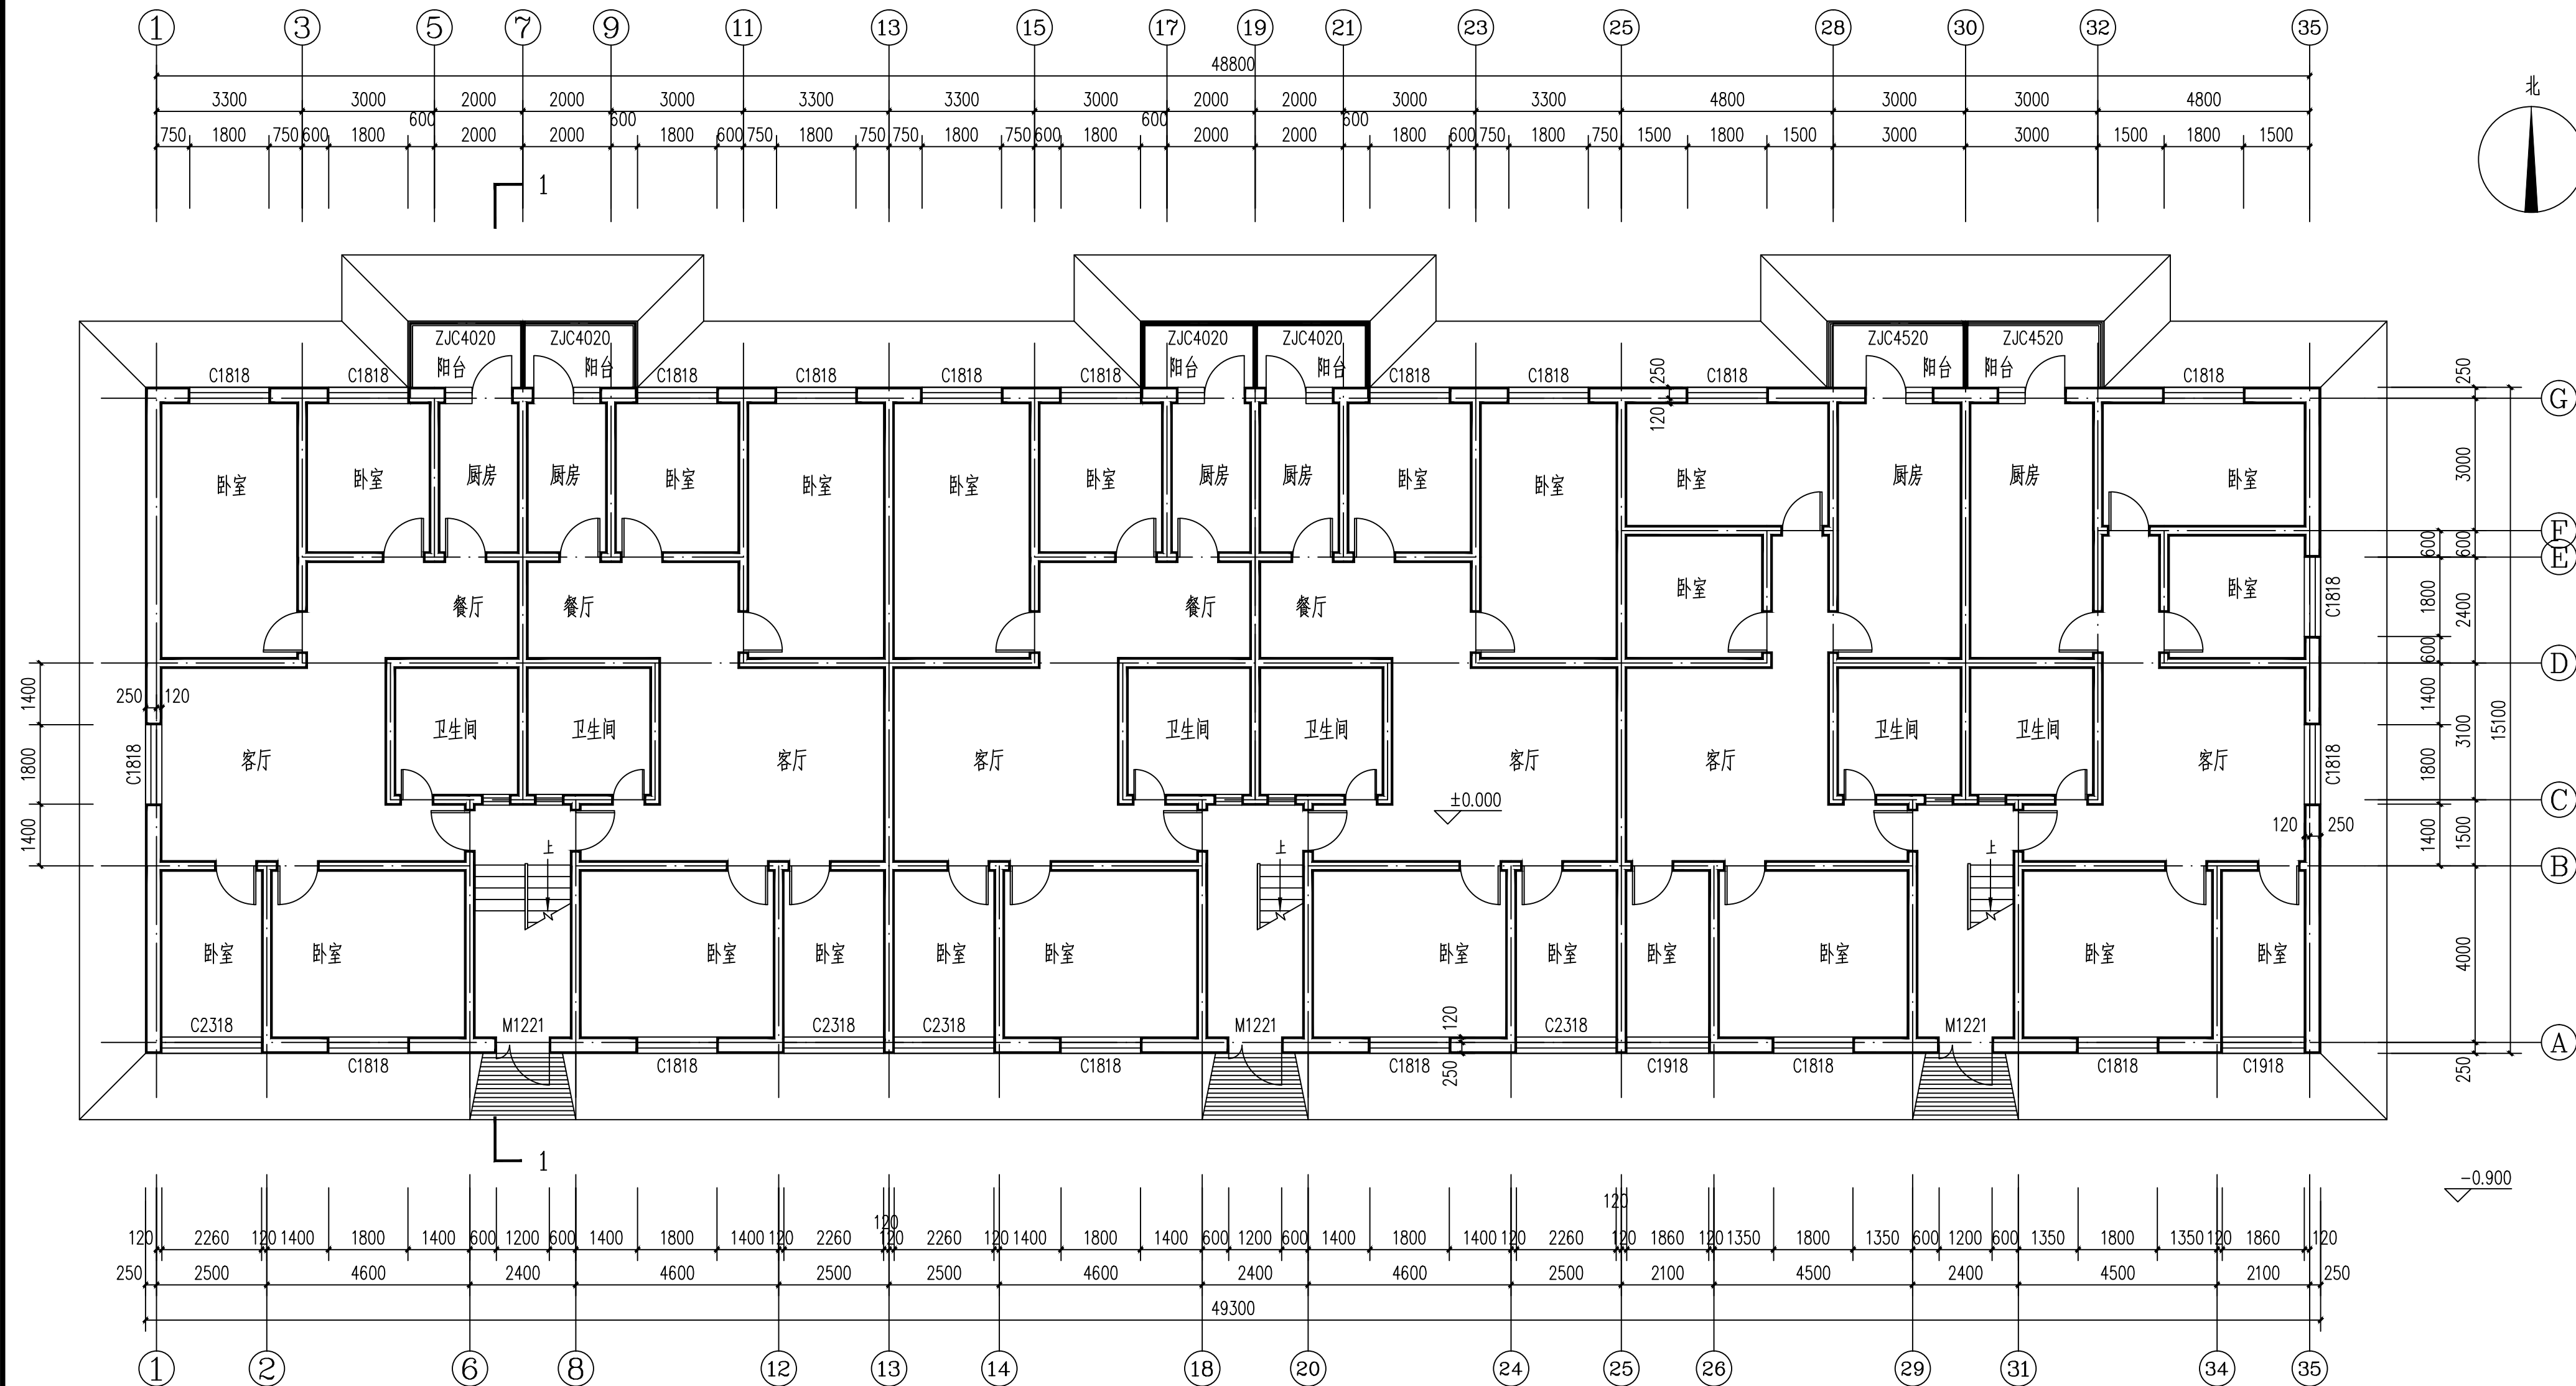 1 3 5 7 9 11 13 15 17 19 21 23 25 28 30 32 35
48800
北
3300 3000 2000 2000 3000 3300 3300 3000 2000 2000 3000 3300 4800 3000 3000 4800
600 600 600 600
750 1800 750 600 1800 2000 2000 1800 600 750 1800 750 750 1800 750 600 1800 2000 2000 1800 600 750 1800 750 1500 1800 1500 3000 3000 1500 1800 1500
1
ZJC4020 ZJC4020 ZJC4020 ZJC4020 ZJC4520 ZJC4520
阳台 阳台 阳台 阳台 阳台 阳台
C1818 C1818 C1818 C1818 C1818 C1818 C1818 C1818 C1818 C1818
250 250
G
120
卧室 卧室 厨房 厨房 卧室 卧室 卧室 卧室 厨房 厨房 卧室 卧室 卧室 厨房 厨房 卧室
3000
F
600 600
E
餐厅 餐厅 餐厅 餐厅 卧室 卧室
C1818 1800 2400
600
D
1400 250 120
1400
卫生间 卫生间 卫生间 卫生间 卫生间 卫生间
3100 15100
1800 C1818 客厅 客厅 客厅 客厅 客厅 客厅 C1818 1800
±0.000
C
1400 120 250 1400 1500
上 上 上
B
卧室 卧室 卧室 卧室 卧室 卧室 卧室 卧室 卧室 卧室 卧室 卧室
4000
C2318 M1221 C2318 C2318 M1221 120 C2318 M1221
A
C1818 C1818 C1818 C1818 250 C1918 C1818 C1818 C1918 250
1
-0.900
120 120
120 2260 120 1400 1800 1400 600 1200 600 1400 1800 1400 120 2260 120 2260 120 1400 1800 1400 600 1200 600 1400 1800 1400 120 2260 120 1860 120 1350 1800 1350 600 1200 600 1350 1800 1350 120 1860 120
250 2500 4600 2400 4600 2500 2500 4600 2400 4600 2500 2100 4500 2400 4500 2100 250
49300
1 2 6 8 12 13 14 18 20 24 25 26 29 31 34 35